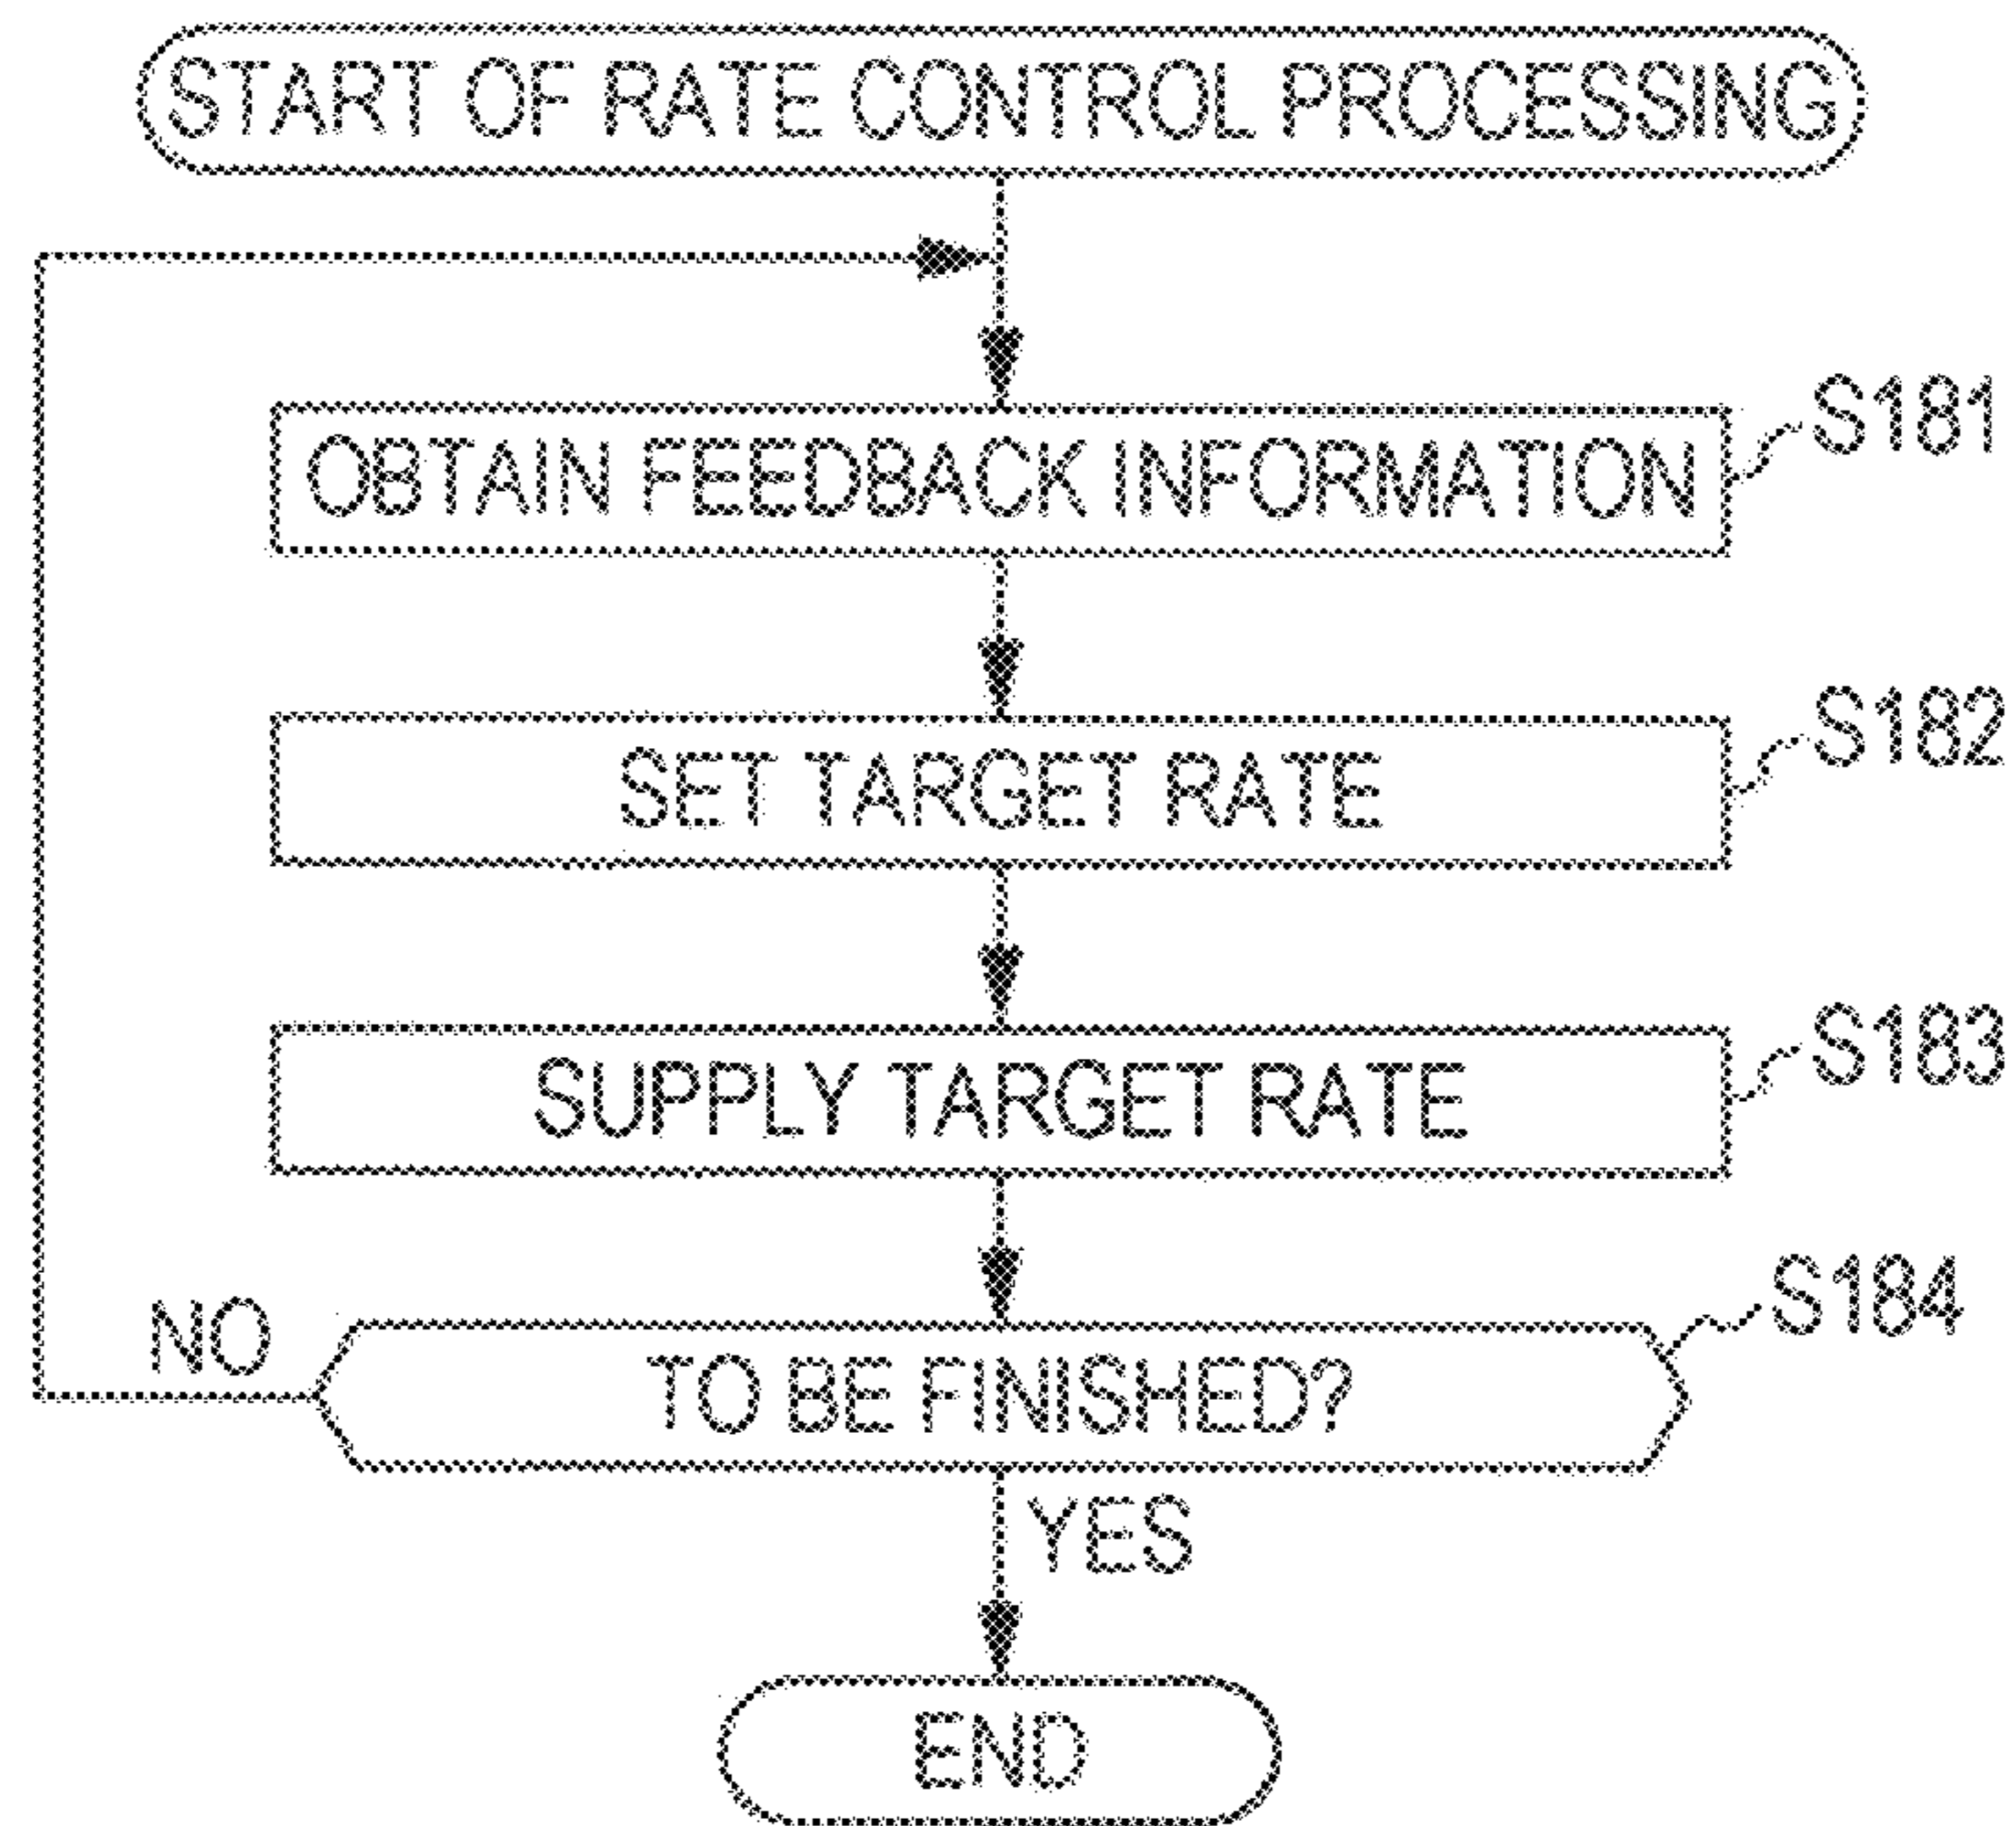 START OF RATE CONTROL PROCESSING
OBTAIN FEEDBACK INFORMATION
S181
SET TARGET RATE
S182
SUPPLY TARGET RATE
S183
TO BE FINISHED?
S184
NO
YES
END